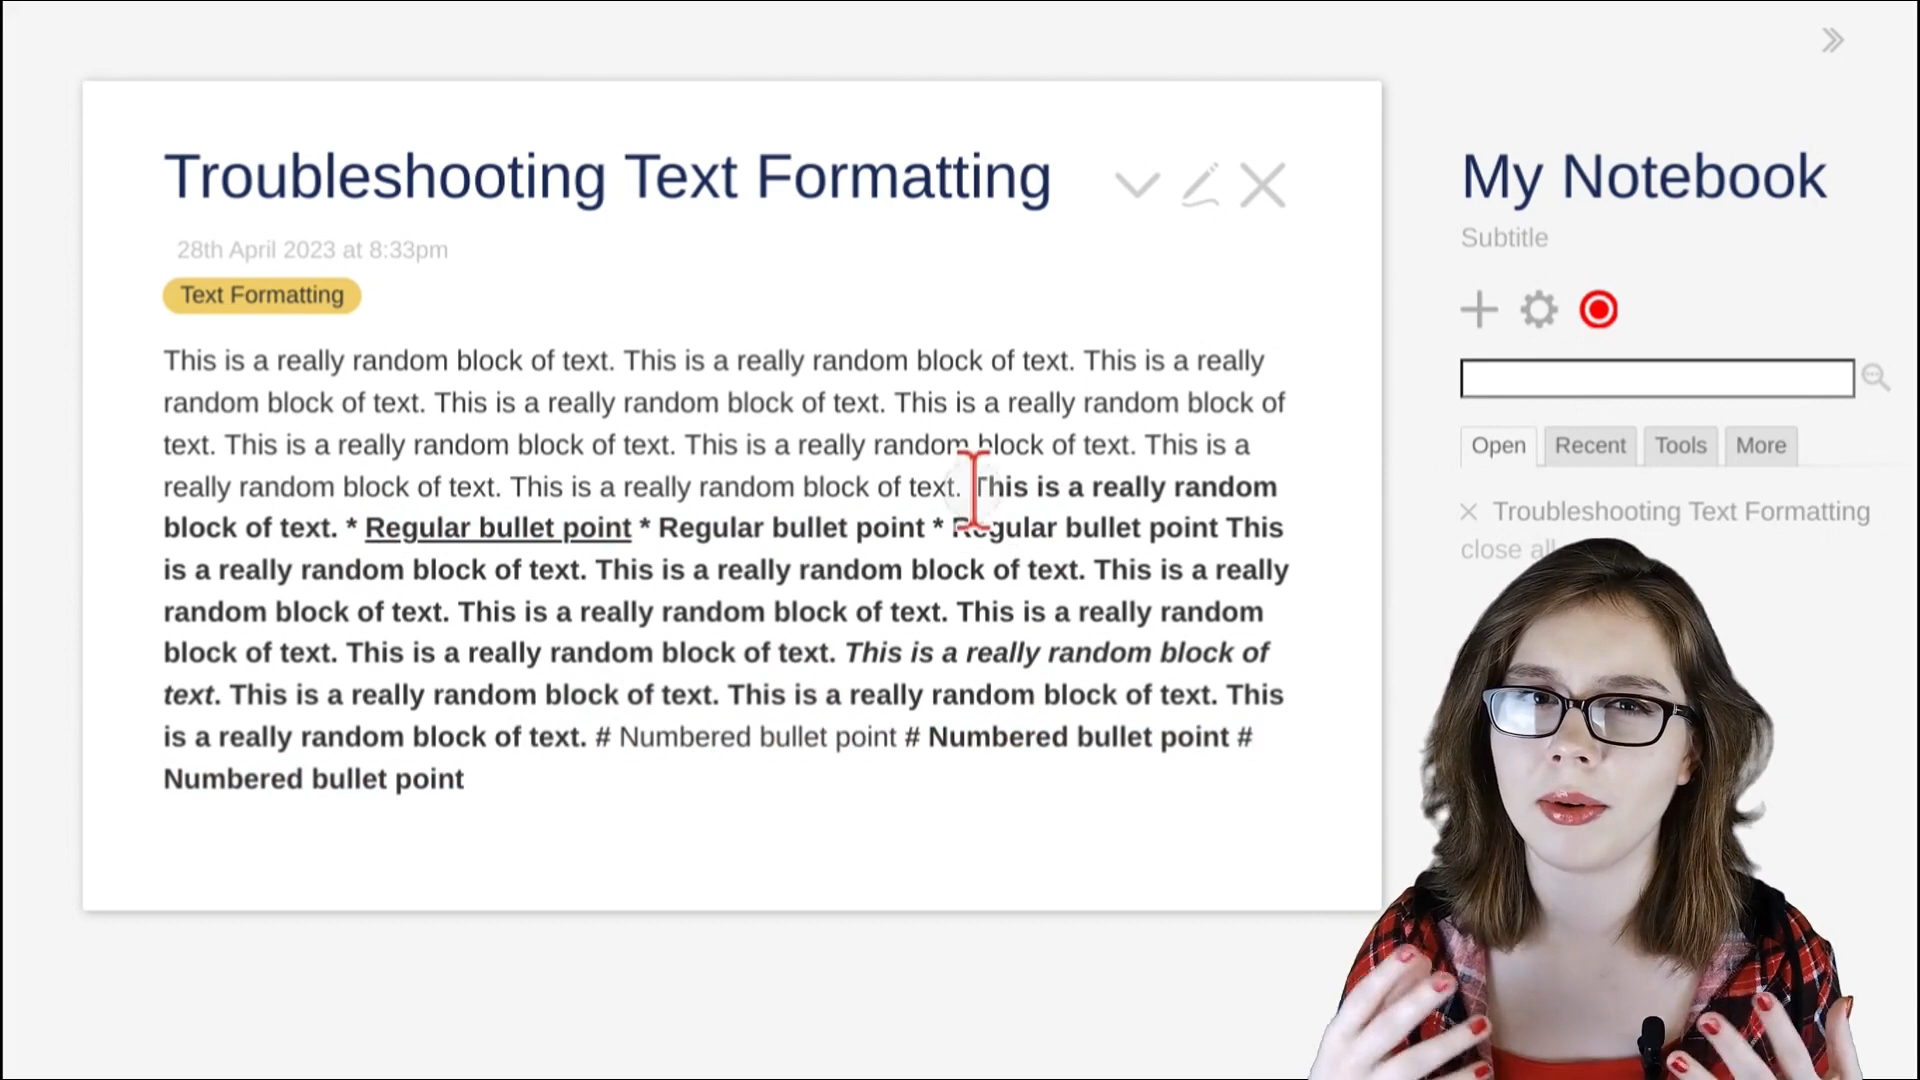 Troubleshooting Text Formatting
28th April 2023 at 8:33pm
Text Formatting
This is a really random block of text. This is a really random block of text. This is a really
random block of text. This is a really random block of text. This is a really random block of
text. This is a really random block of text. This is a really random block of text. This is a
really random block of text. This is a really random block of text. This is a really random
block of text. * Regular bullet point * Regular bullet point * Regular bullet point This
is a really random block of text. This is a really random block of text. This is a really
random block of text. This is a really random block of text. This is a really random
block of text. This is a really random block of text. This is a really random block of
text. This is a really random block of text. This is a really random block of text. This
is a really random block of text. # Numbered bullet point # Numbered bullet point #
Numbered bullet point
My Notebook
Subtitle
Open Recent Tools More
Troubleshooting Text Formatting
close all